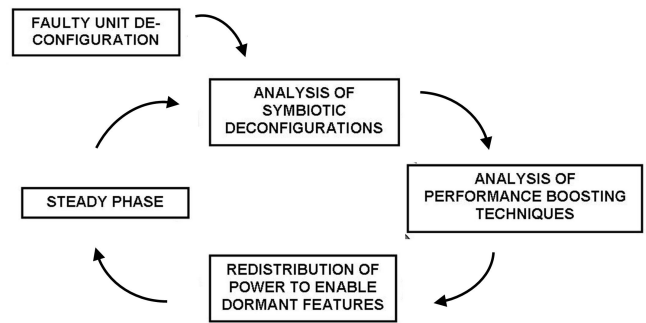 FAULTY UNIT DE-
CONFIGURATION
ANALYSIS OF
SYMBIOTIC
DECONFIGURATIONS
ANALYSIS OF
PERFORMANCE BOOSTING
TECHNIQUES
REDISTRIBUTION OF
POWER TO ENABLE
DORMANT FEATURES
STEADY PHASE